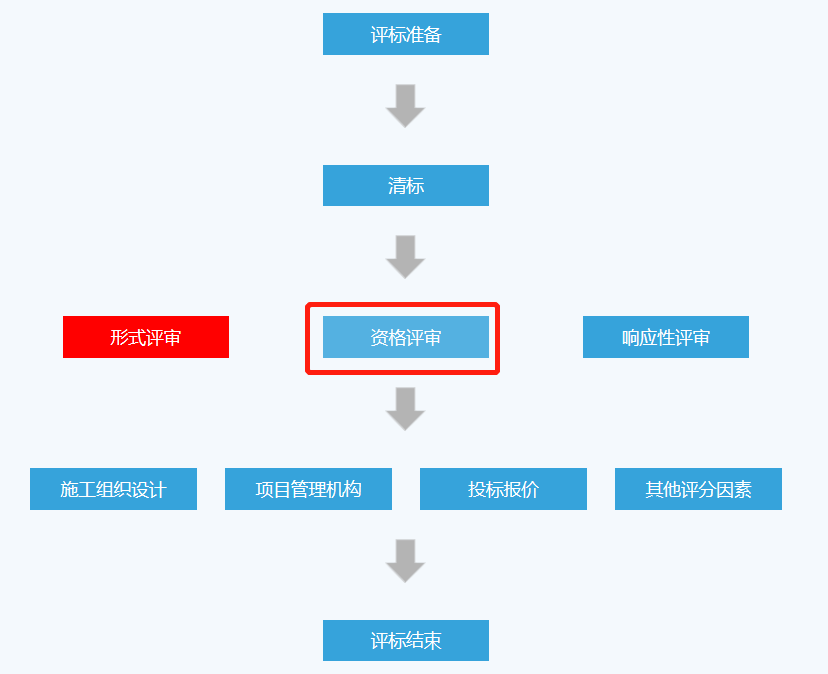 评标准备
清标
形式评审
资格评审
响应性评审
施工组织设计
项目管理机构
投标报价
其他评分因素
评标结束